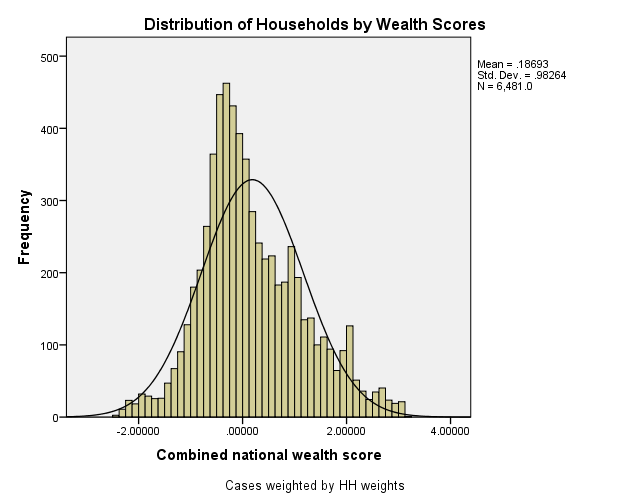 Distribution of Households by Wealth Scores
Mean = .18693
Std. Dev. = .98264
N = 6,481.0
Frequency
500
400
300
200
100
0
-2.00000 .00000 2.00000 4.00000
Combined national wealth score
Cases weighted by HH weights